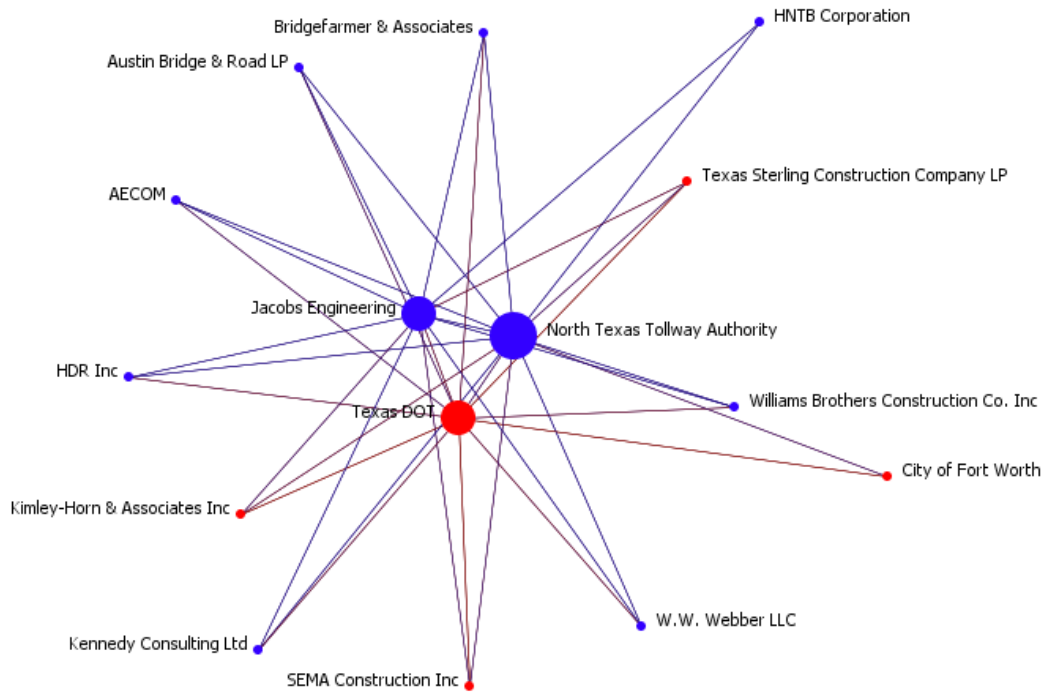 HNTB Corporation
Bridgefarmer & Associates
Austin Bridge & Road LP
Texas Sterling Construction Company LP
AECOM
Jacobs Engineering
North Texas Tollway Authority
HDR Inc
Williams Brothers Construction Co. Inc
Texas DOT
City of Fort Worth
Kimley-Horn & Associates Inc
W.W. Webber LLC
Kennedy Consulting Ltd
SEMA Construction Inc